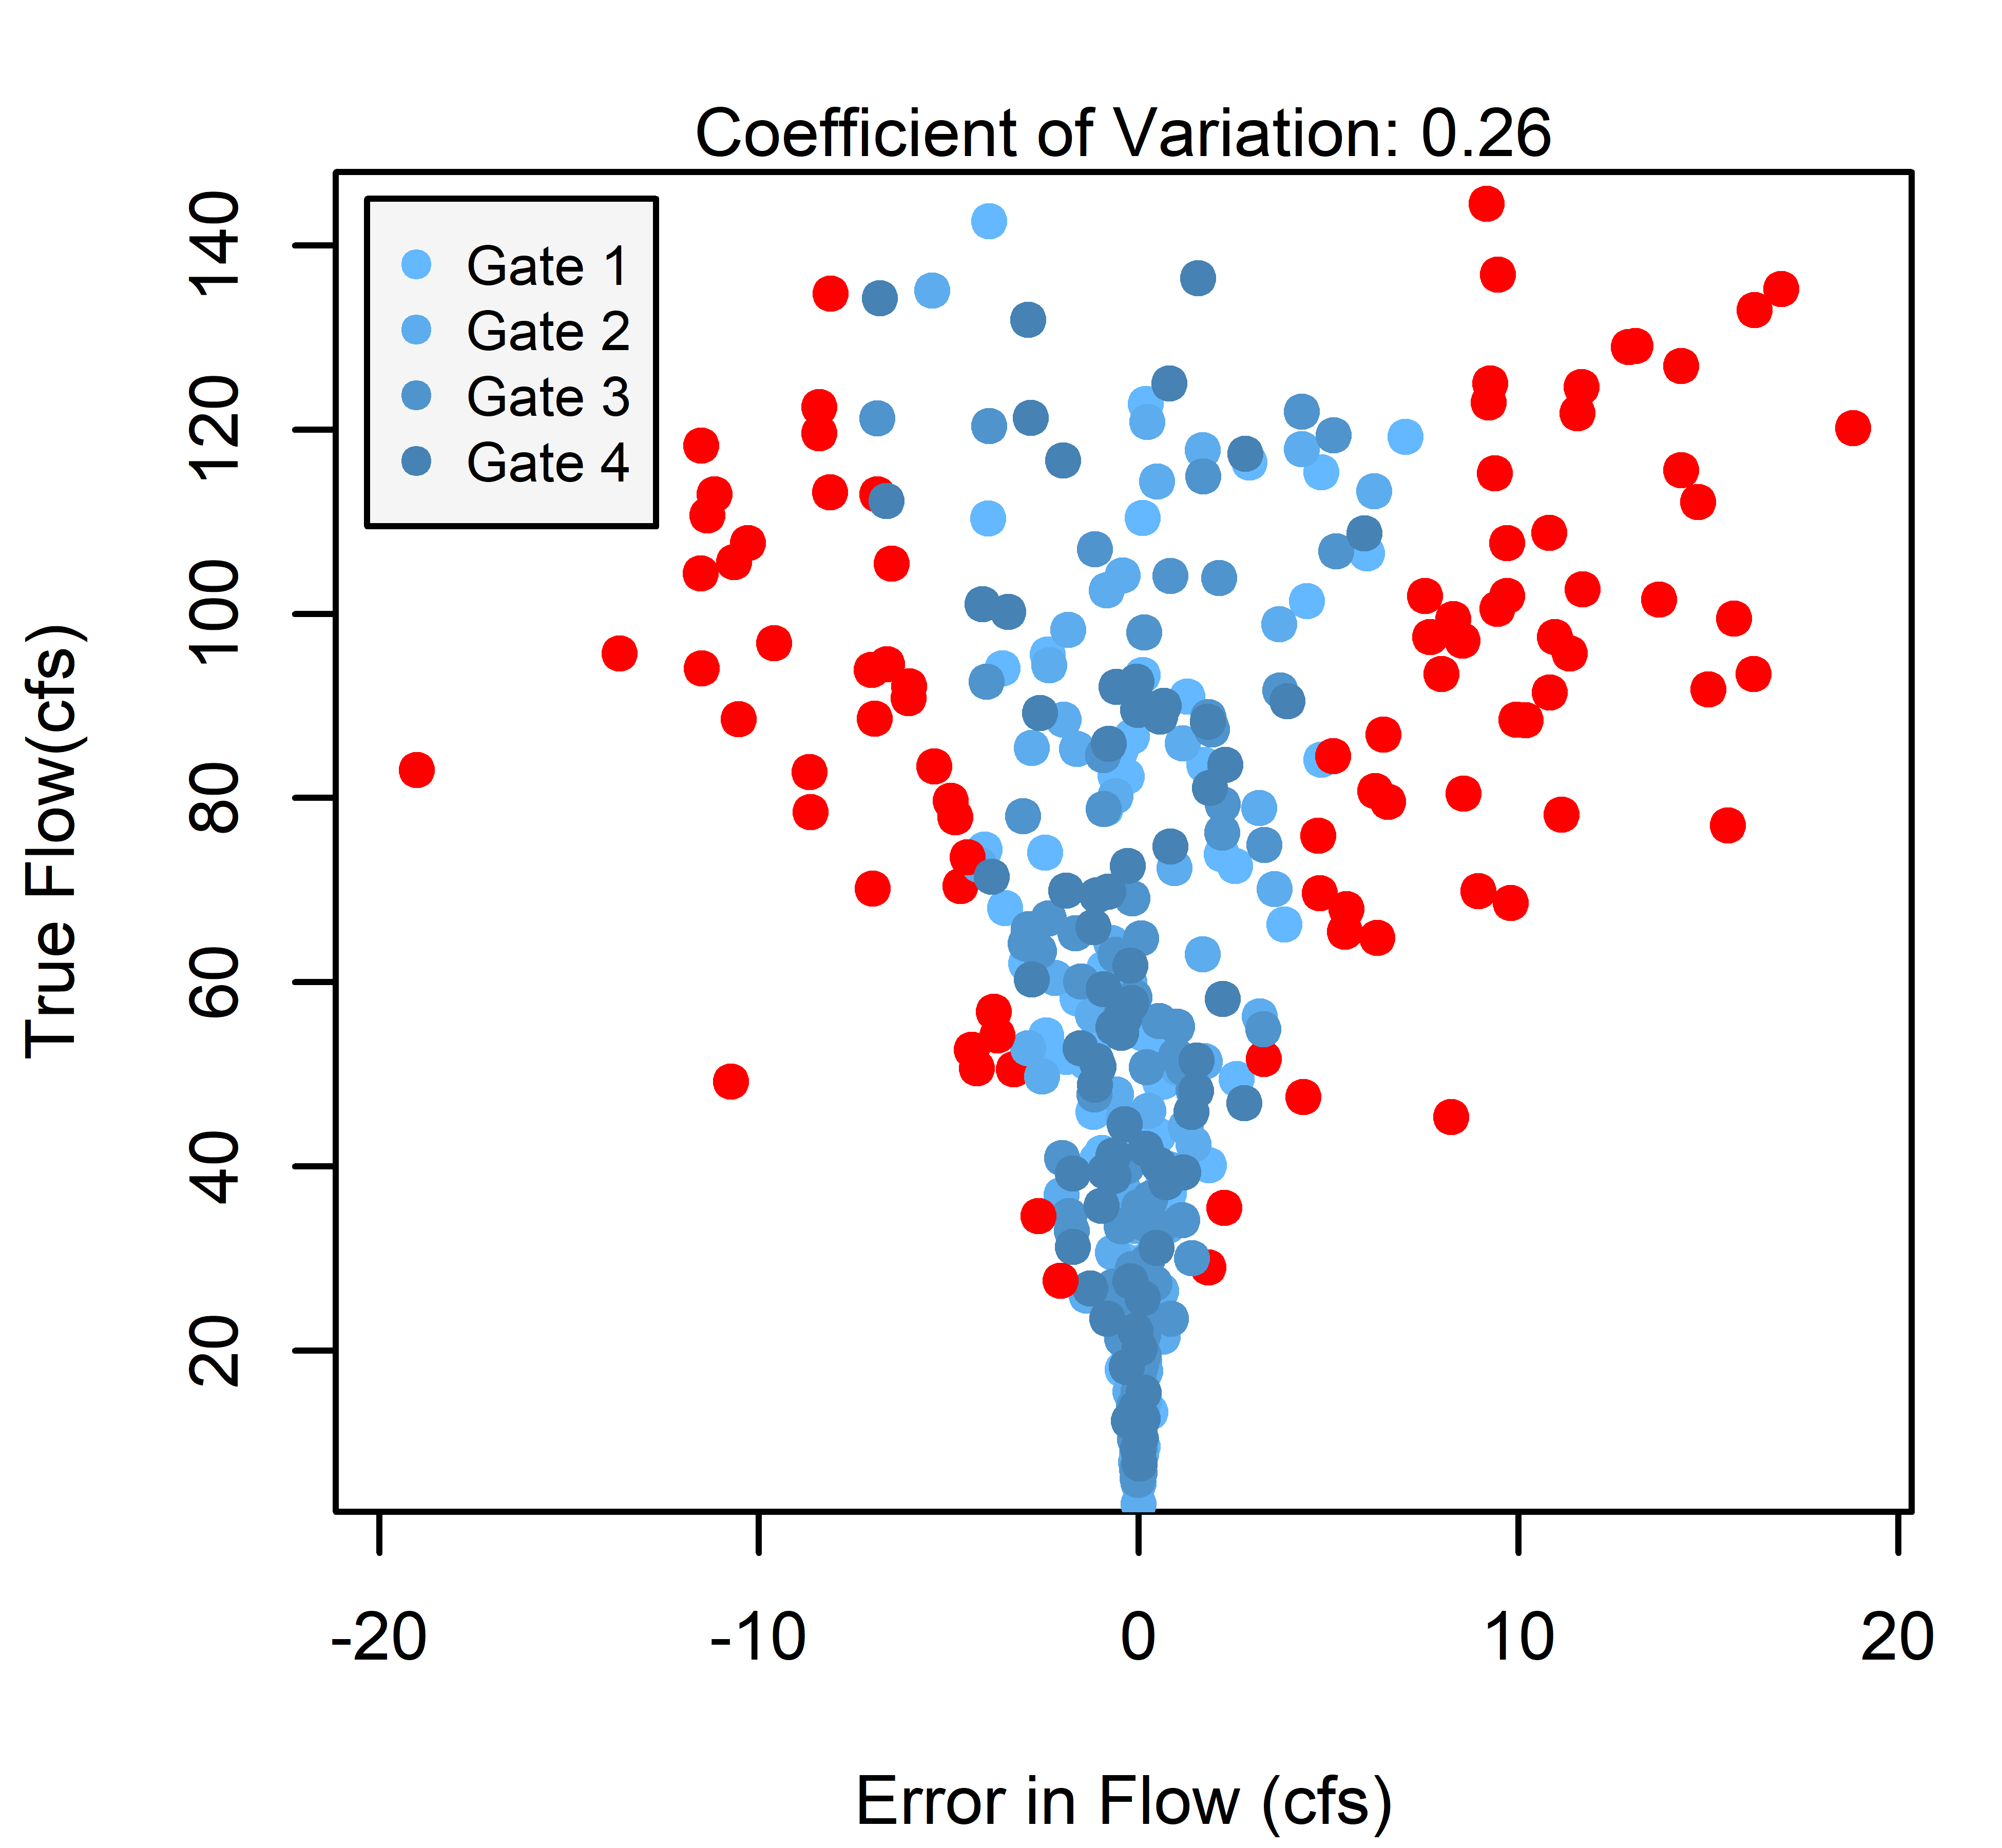 Coefficient of Variation: 0.26
Gate 1
Gate 2
Gate 3
Gate 4
True Flow(cfs)
140
120
100
80
60
40
20
-20 -10 0 10 20
Error in Flow (cfs)